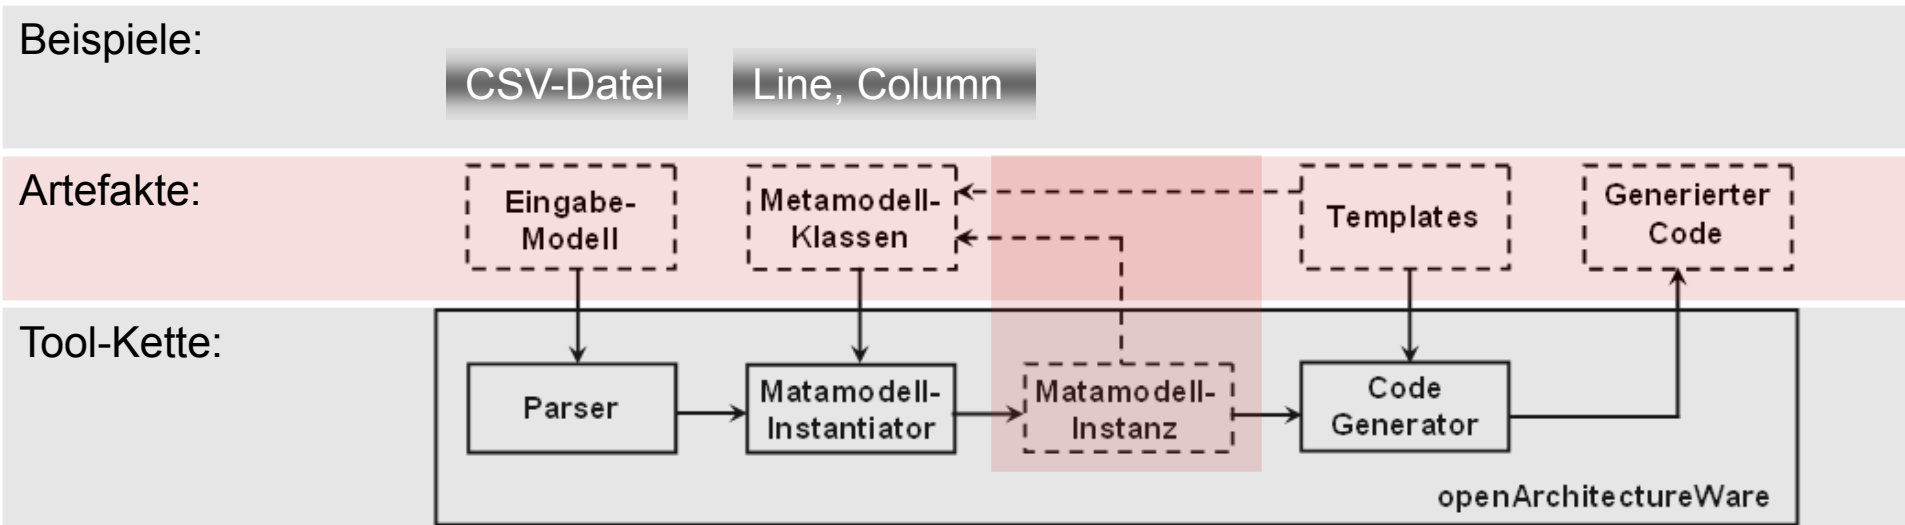 Beispiele:
CSV-Datei
Line, Column
Artefakte:
Eingabe-
Modell
Metamodell-
Klassen
Templates
Generierter
Code
Tool-Kette:
Parser
Matamodell-
Instantiator
Matamodell-
Instanz
Code
Generator
openArchitectureWare